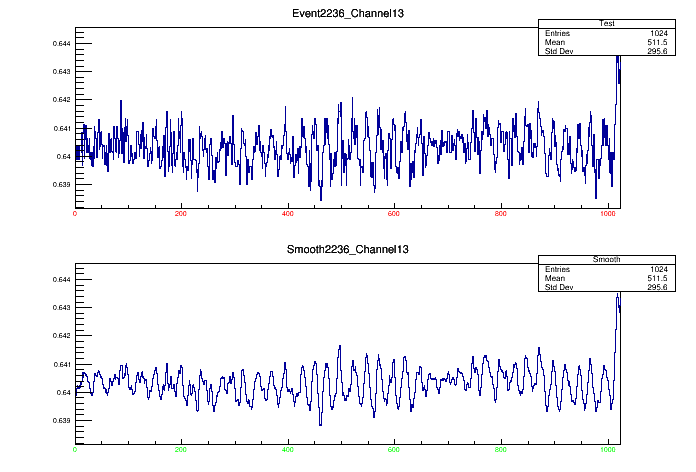 Event2236_Channel13
Test
Entries 1024
Mean 511.5
Std Dev 295.6
0.644
0.643
0.642
0.641
0.64
0.639
0 200 400 600 800 1000
Smooth2236_Channel13
Smooth
Entries 1024
Mean 511.5
Std Dev 295.6
0.644
0.643
0.642
0.641
0.64
0.639
0 200 400 600 800 1000